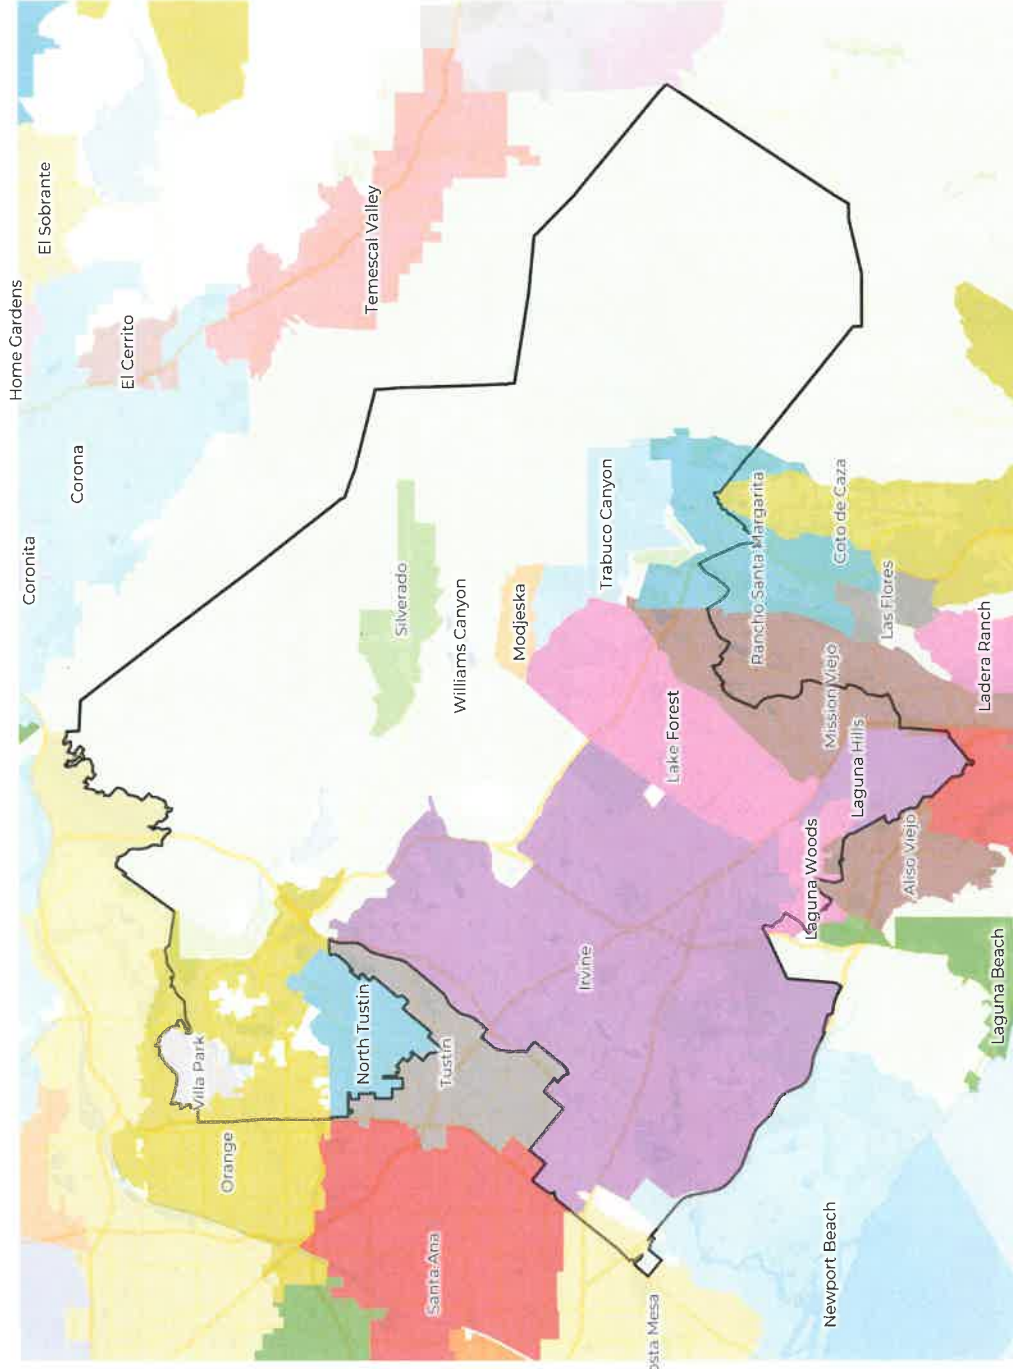 Home Gardens
El Sobrante
El Cerrito
Temescal Valley
Corona
Coronita
Silverado
Williams Canyon
Modjeska
Trabuco Canyon
Rancho Santa Margarita
Coto de Caza
Las Flores
Ladera Ranch
Mission Viejo
Lake Forest
Laguna Hills
Laguna Woods
Aliso Viejo
Laguna Beach
Irvine
North Tustin
Tustin
Villa Park
Orange
Santa Ana
osta Mesa
Newport Beach